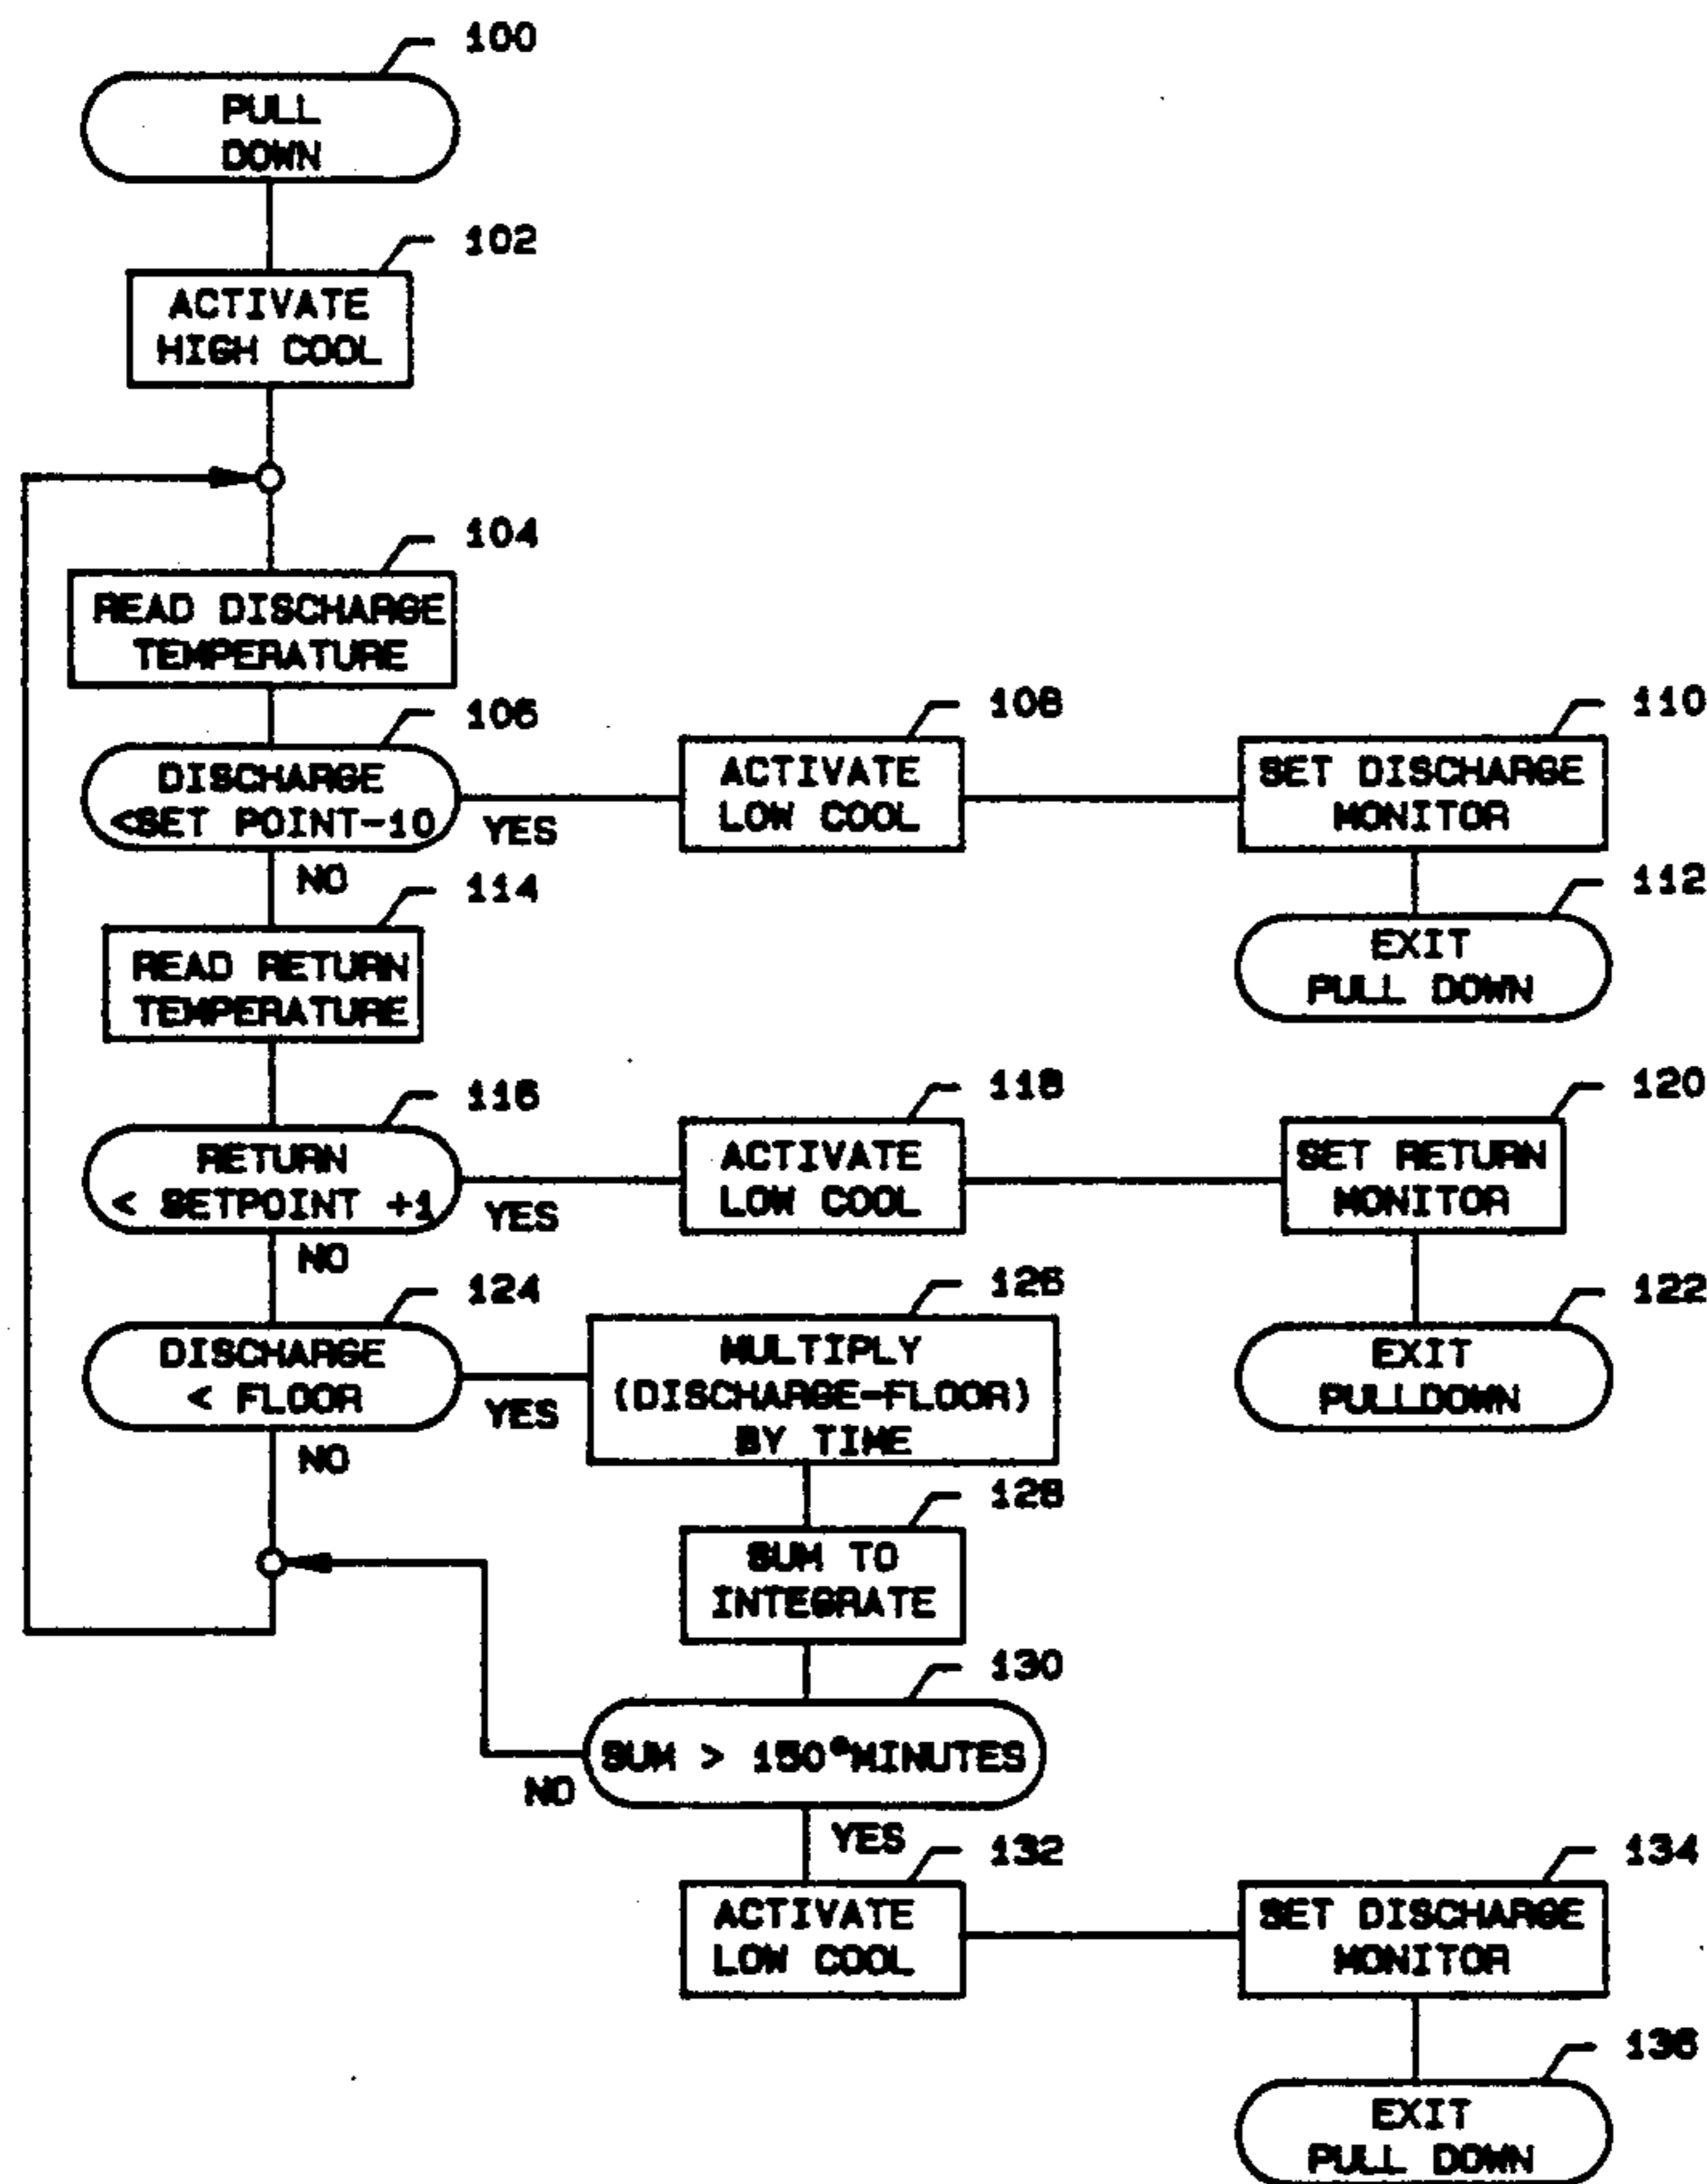 100
PULL
DOWN
102
ACTIVATE
HIGH COOL
104
READ DISCHARGE
TEMPERATURE
106
DISCHARGE
<SET POINT-10
YES
NO
108
ACTIVATE
LOW COOL
110
SET DISCHARGE
MONITOR
112
EXIT
PULL DOWN
114
READ RETURN
TEMPERATURE
116
RETURN
< SETPOINT +1
YES
NO
118
ACTIVATE
LOW COOL
120
SET RETURN
MONITOR
122
EXIT
PULLDOWN
124
DISCHARGE
< FLOOR
YES
NO
126
MULTIPLY
(DISCHARGE-FLOOR)
BY TIME
128
SUM TO
INTEGRATE
130
SUM > 150°MINUTES
NO
YES
132
ACTIVATE
LOW COOL
134
SET DISCHARGE
MONITOR
136
EXIT
PULL DOWN